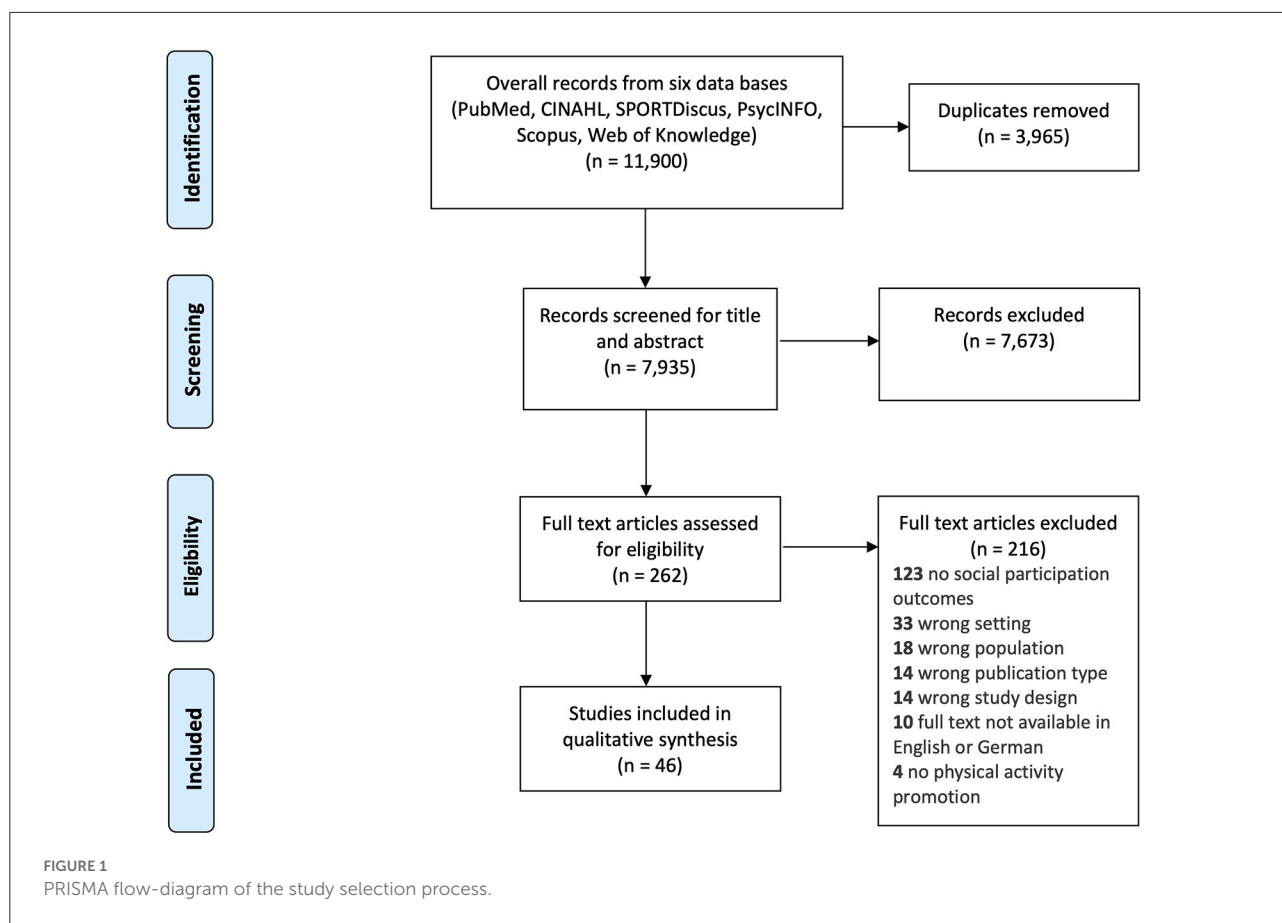 Identification
Overall records from six data bases
(PubMed, CINAHL, SPORTDiscus, PsycINFO,
Scopus, Web of Knowledge)
(n = 11,900)
Duplicates removed
(n = 3,965)
Screening
Records screened for title
and abstract
(n = 7,935)
Records excluded
(n = 7,673)
Eligibility
Full text articles assessed
for eligibility
(n = 262)
Full text articles excluded
(n = 216)
123 no social participation
outcomes
33 wrong setting
18 wrong population
14 wrong publication type
14 wrong study design
10 full text not available in
English or German
4 no physical activity
promotion
Included
Studies included in
qualitative synthesis
(n = 46)
FIGURE 1
PRISMA flow-diagram of the study selection process.